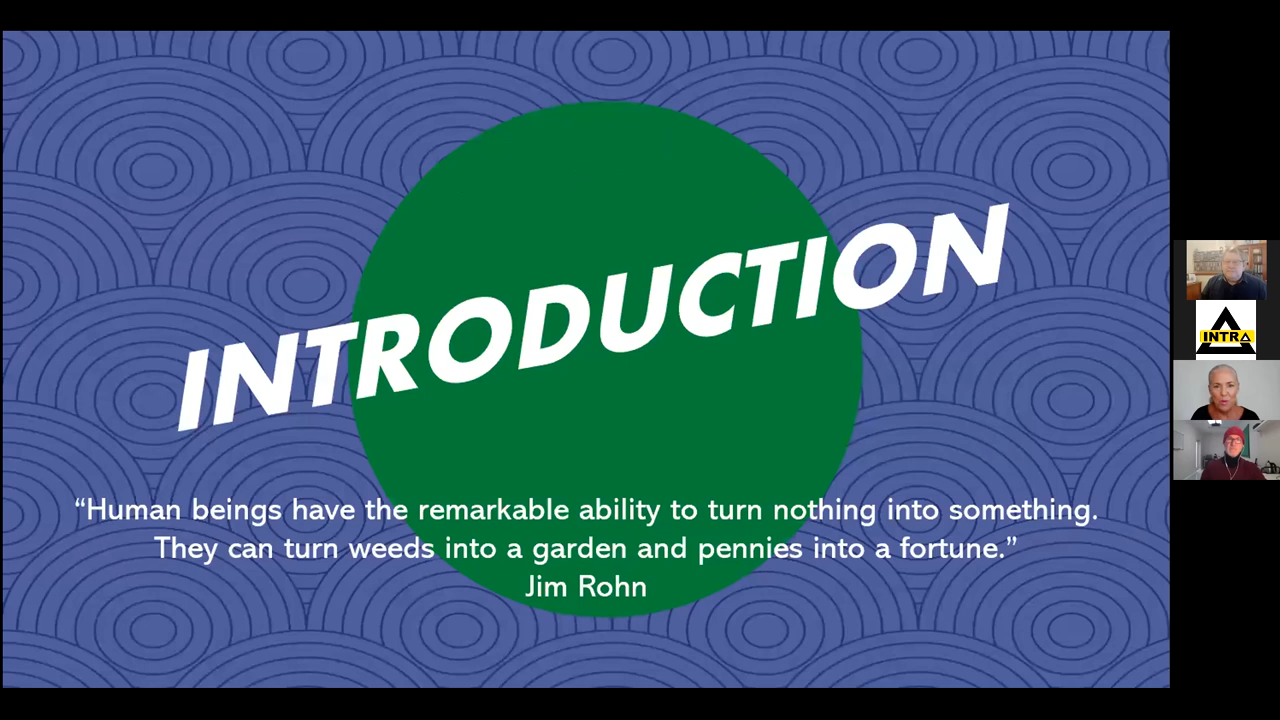 INTRODUCTION
“Human beings have the remarkable ability to turn nothing into something.
They can turn weeds into a garden and pennies into a fortune.”
Jim Rohn
INTRA